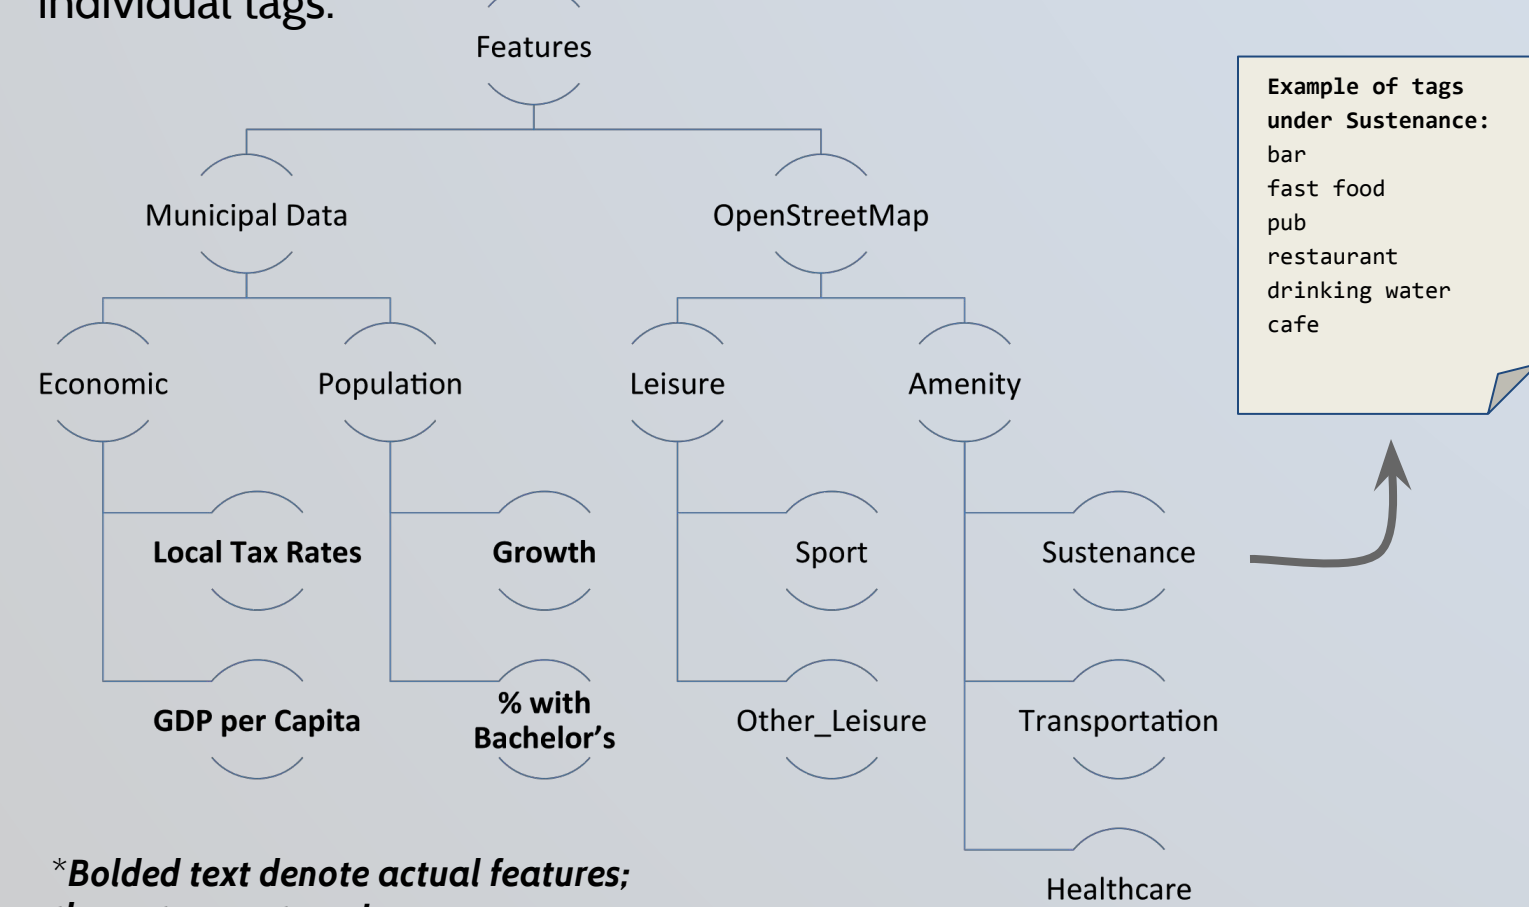 individual tags.
Features
Municipal Data
OpenStreetMap
Economic
Population
Leisure
Amenity
Local Tax Rates
Growth
Sport
Sustenance
GDP per Capita
% with
Bachelor’s
Other_Leisure
Transportation
Healthcare
Example of tags
under Sustenance:
bar
fast food
pub
restaurant
drinking water
cafe
*Bolded text denote actual features;